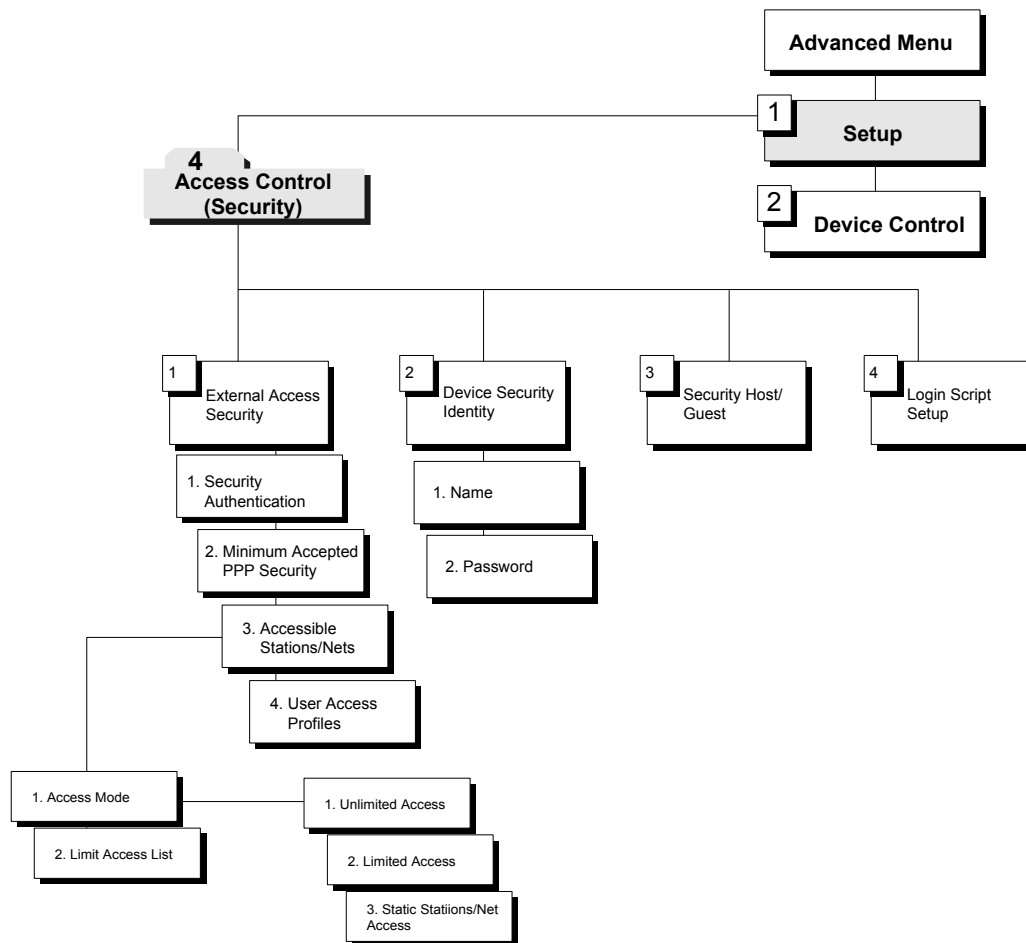 Advanced Menu
1
Setup
2
Device Control
4
Access Control
(Security)
1
External Access
Security
1. Security
Authentication
2. Minimum Accepted
PPP Security
3. Accessible
Stations/Nets
4. User Access
Profiles
2
Device Security
Identity
1. Name
2. Password
3
Security Host/
Guest
4
Login Script
Setup
1. Access Mode
2. Limit Access List
1. Unlimited Access
2. Limited Access
3. Static Statiions/Net
Access